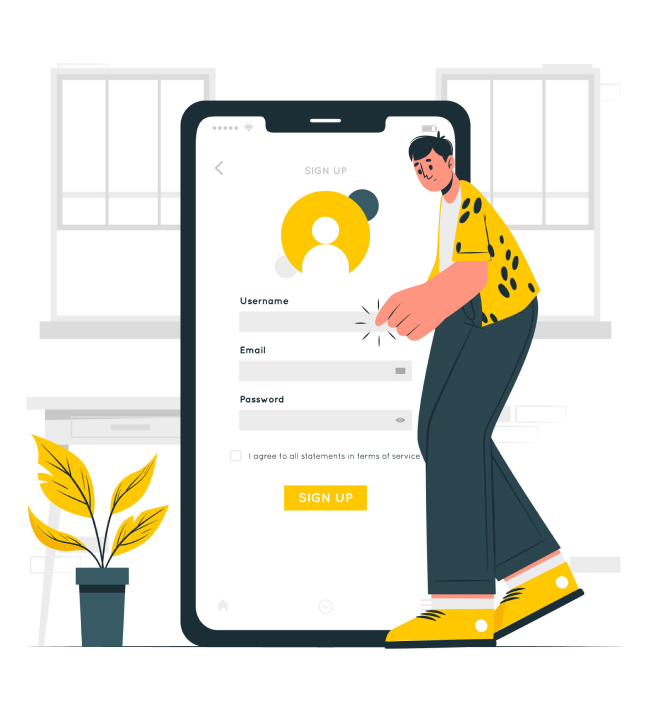 SIGN UP
Username
Email
Password
I agree to all statements in terms of service
SIGN UP